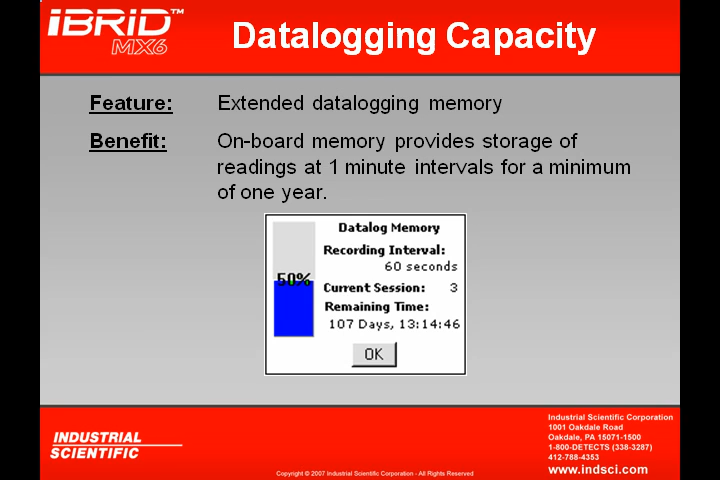 iBRiD™
MX6
Datalogging Capacity
Feature: Extended datalogging memory
Benefit: On-board memory provides storage of
readings at 1 minute intervals for a minimum
of one year.
Datalog Memory
Recording Interval:
60 seconds
50%
Current Session: 3
Remaining Time:
107 Days, 13:14:46
OK
INDUSTRIAL
SCIENTIFIC
Industrial Scientific Corporation
1001 Oakdale Road
Oakdale, PA 15071-1500
1-800-DETECTS (338-3287)
412-788-4353
www.indsci.com
Copyright © 2007 Industrial Scientific Corporation - All Rights Reserved